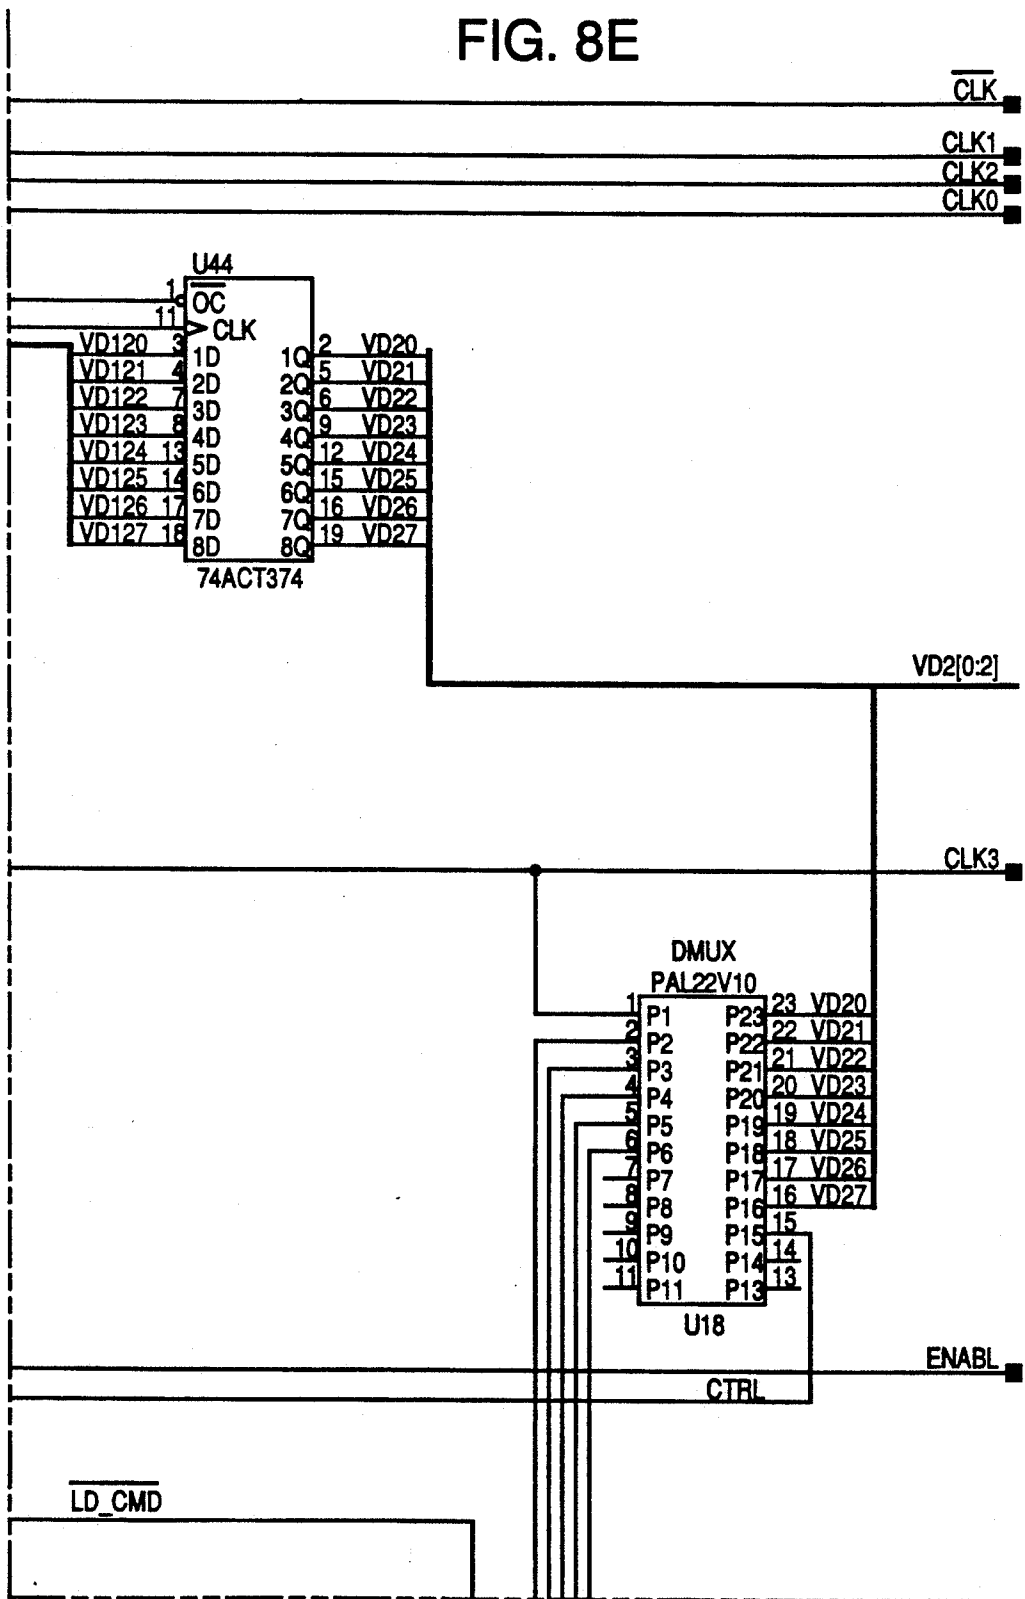 FIG. 8E
C̅L̅K̅
CLK1
CLK2
CLK0
U44
1 O̅C̅
11 CLK
VD120 3 1D 1Q 2 VD20
VD121 4 2D 2Q 5 VD21
VD122 7 3D 3Q 6 VD22
VD123 8 4D 4Q 9 VD23
VD124 13 5D 5Q 12 VD24
VD125 14 6D 6Q 15 VD25
VD126 17 7D 7Q 16 VD26
VD127 18 8D 8Q 19 VD27
74ACT374
VD2[0:2]
CLK3
DMUX
PAL22V10
1 P1 P23 23 VD20
2 P2 P22 22 VD21
3 P3 P21 21 VD22
4 P4 P20 20 VD23
5 P5 P19 19 VD24
6 P6 P18 18 VD25
7 P7 P17 17 VD26
8 P8 P16 16 VD27
9 P9 P15 15
10 P10 P14 14
11 P11 P13 13
U18
ENABL
CTRL
L̅D̅_̅C̅M̅D̅